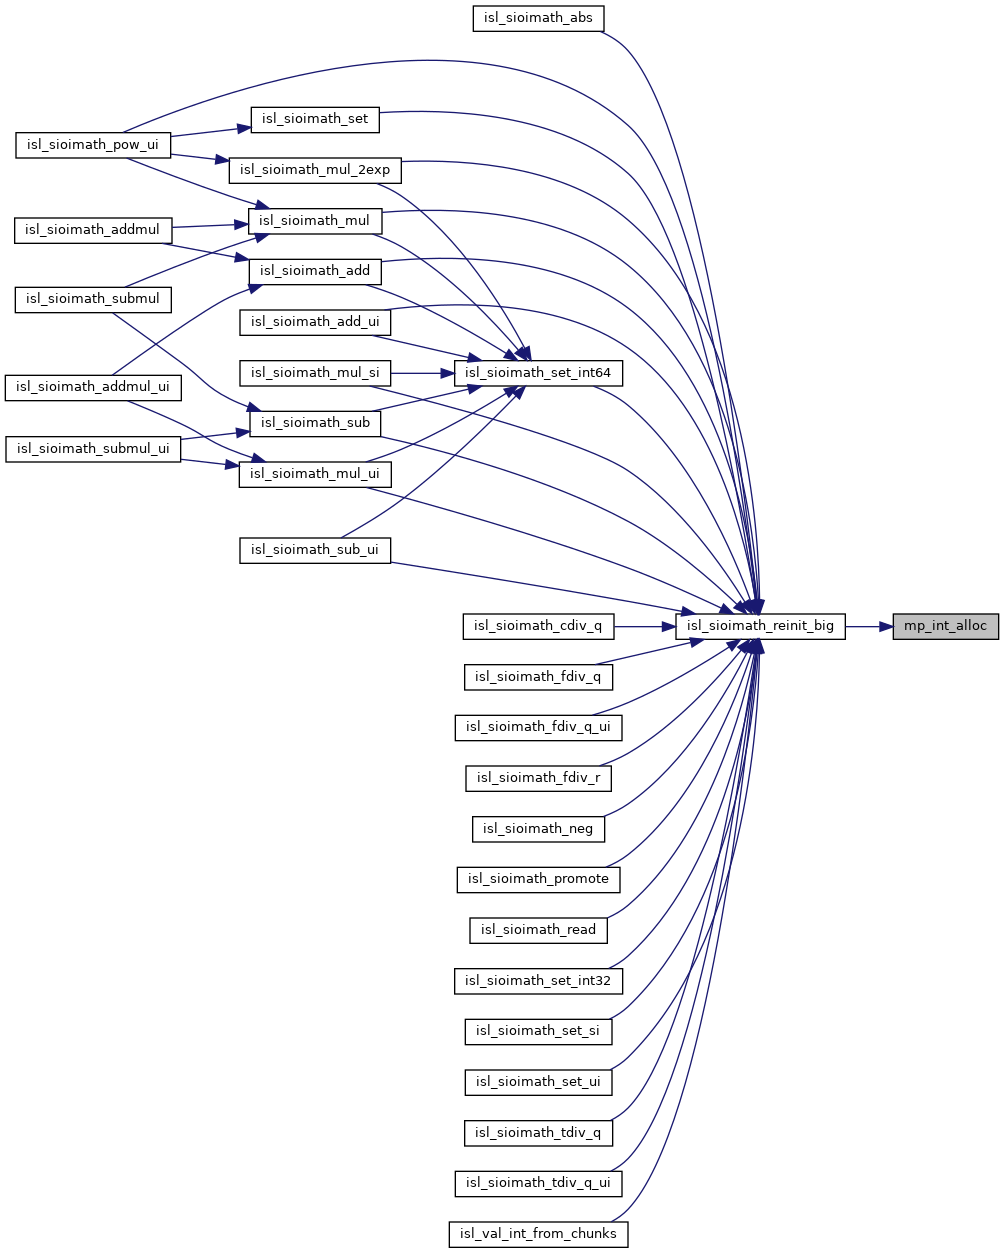 isl_sioimath_abs
isl_sioimath_set
isl_sioimath_pow_ui
isl_sioimath_mul_2exp
isl_sioimath_mul
isl_sioimath_addmul
isl_sioimath_add
isl_sioimath_submul
isl_sioimath_add_ui
isl_sioimath_mul_si
isl_sioimath_set_int64
isl_sioimath_addmul_ui
isl_sioimath_sub
isl_sioimath_submul_ui
isl_sioimath_mul_ui
isl_sioimath_sub_ui
isl_sioimath_cdiv_q
isl_sioimath_reinit_big
mp_int_alloc
isl_sioimath_fdiv_q
isl_sioimath_fdiv_q_ui
isl_sioimath_fdiv_r
isl_sioimath_neg
isl_sioimath_promote
isl_sioimath_read
isl_sioimath_set_int32
isl_sioimath_set_si
isl_sioimath_set_ui
isl_sioimath_tdiv_q
isl_sioimath_tdiv_q_ui
isl_val_int_from_chunks